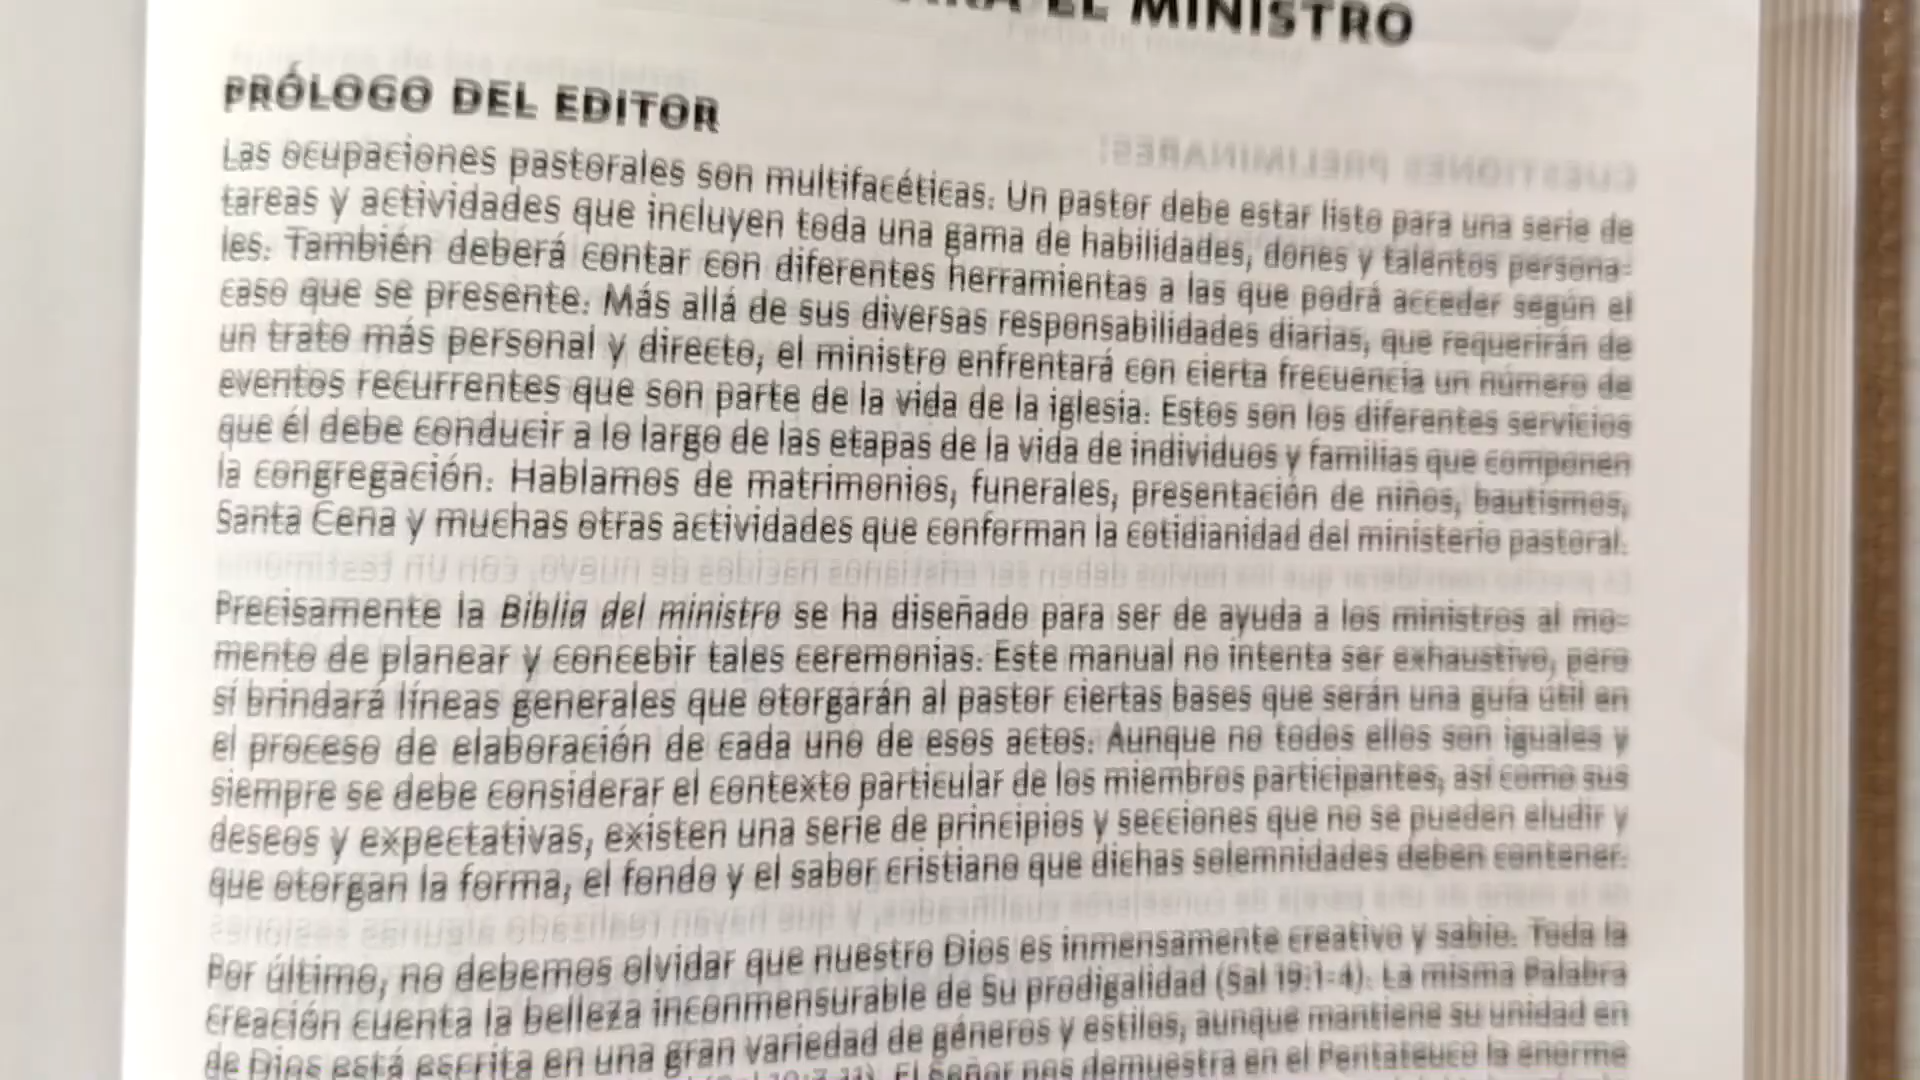 EL MINISTRO
PRÓLOGO DEL EDITOR
CUESTIONES PRELIMINARES:
Las ocupaciones pastorales son multifacéticas. Un pastor debe estar listo para una serie de
tareas y actividades que incluyen toda una gama de habilidades, dones y talentos persona-
les. También deberá contar con diferentes herramientas a las que podrá acceder según el
caso que se presente. Más allá de sus diversas responsabilidades diarias, que requerirán de
un trato más personal y directo, el ministro enfrentará con cierta frecuencia un número de
eventos recurrentes que son parte de la vida de la iglesia. Estos son los diferentes servicios
que él debe conducir a lo largo de las etapas de la vida de individuos y familias que componen
la congregación. Hablamos de matrimonios, funerales, presentación de niños, bautismos,
Santa Cena y muchas otras actividades que conforman la cotidianidad del ministerio pastoral.
Precisamente la Biblia del ministro se ha diseñado para ser de ayuda a los ministros al mo-
mento de planear y concebir tales ceremonias. Este manual no intenta ser exhaustivo, pero
sí brindará líneas generales que otorgarán al pastor ciertas bases que serán una guía útil en
el proceso de elaboración de cada uno de esos actos. Aunque no todos ellos son iguales y
siempre se debe considerar el contexto particular de los miembros participantes, así como sus
deseos y expectativas, existen una serie de principios y secciones que no se pueden eludir y
que otorgan la forma, el fondo y el sabor cristiano que dichas solemnidades deben contener.
Por último, no debemos olvidar que nuestro Dios es inmensamente creativo y sabio. Toda la
creación cuenta la belleza inconmensurable de Su prodigalidad (Sal 19:1-4). La misma Palabra
de Dios está escrita en una gran variedad de géneros y estilos, aunque mantiene su unidad en
El Señor nos demuestra en el Pentateuco la enorme